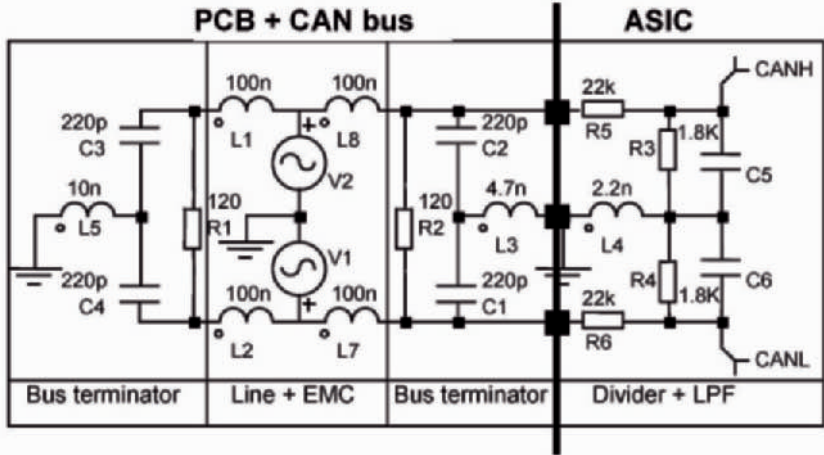 PCB + CAN bus
ASIC
100n
100n
22k
CANH
220p
C3
L1
L8
220p
C2
R5
R3
1.8K
C5
10n
L5
120
R1
V2
120
R2
4.7n
L3
2.2n
L4
V1
220p
C4
100n
100n
220p
C1
22k
R4
1.8K
C6
L2
L7
R6
CANL
Bus terminator
Line + EMC
Bus terminator
Divider + LPF